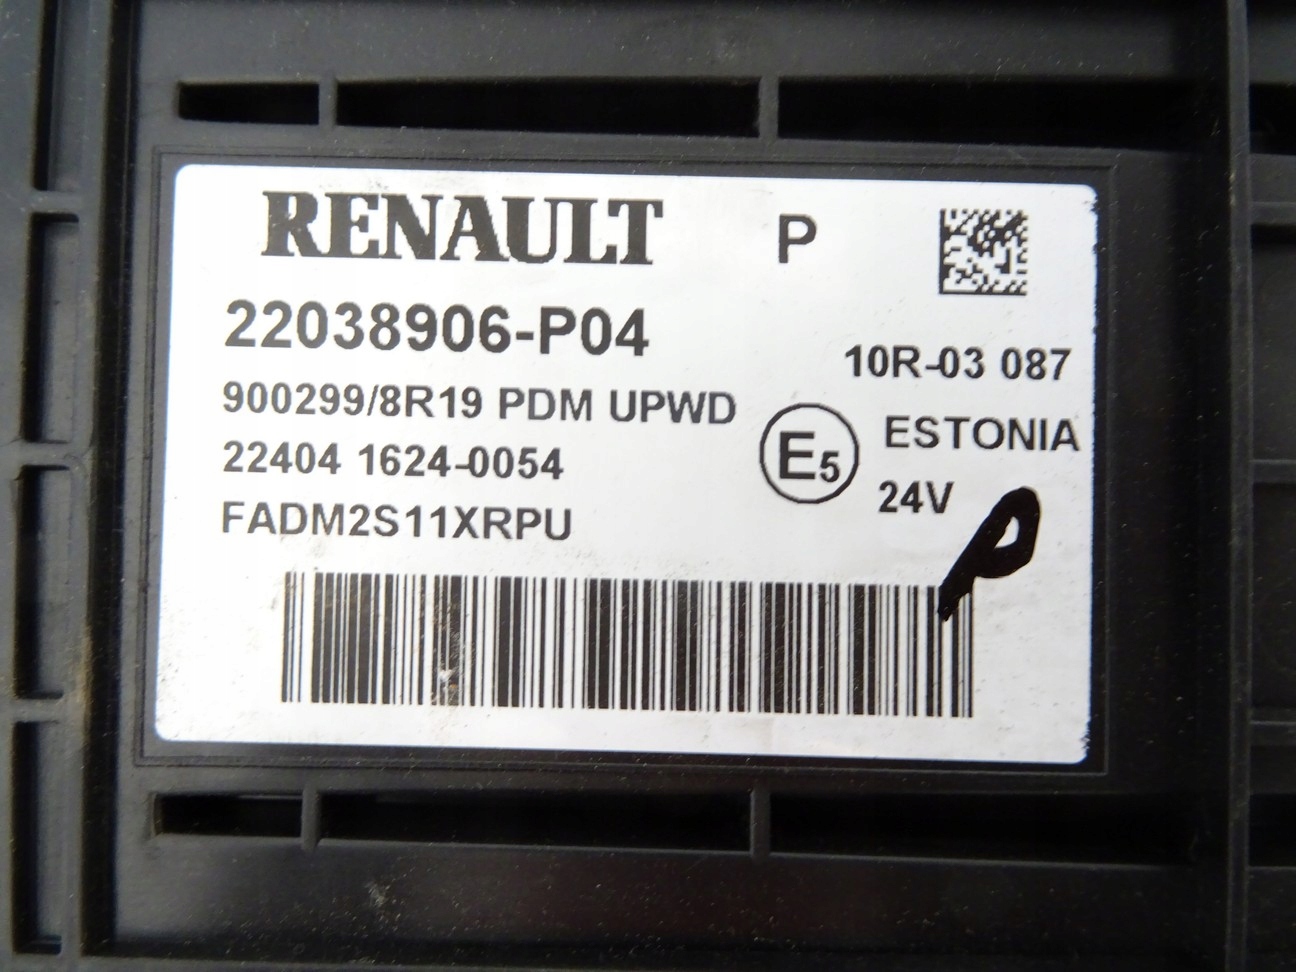 RENAULT P
22038906-P04
10R-03 087
900299/8R19 PDM UPWD
E5 ESTONIA
22404 1624-0054
24V
FADM2S11XRPU
P